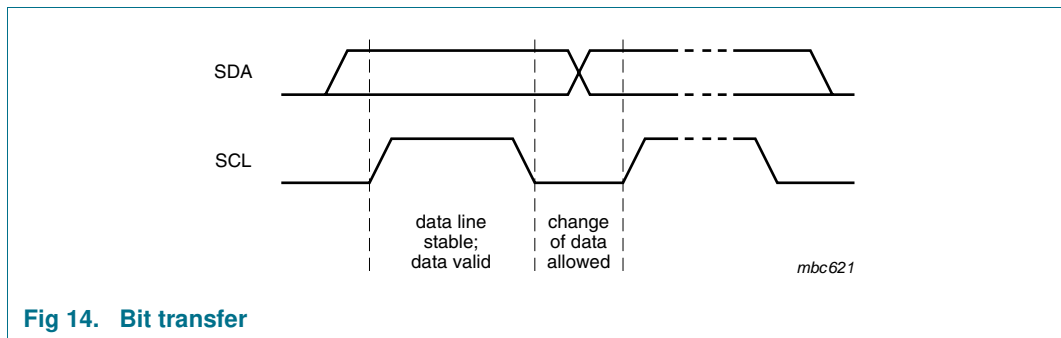 SDA
SCL
data line
stable;
data valid
change
of data
allowed
mbc621
Fig 14. Bit transfer